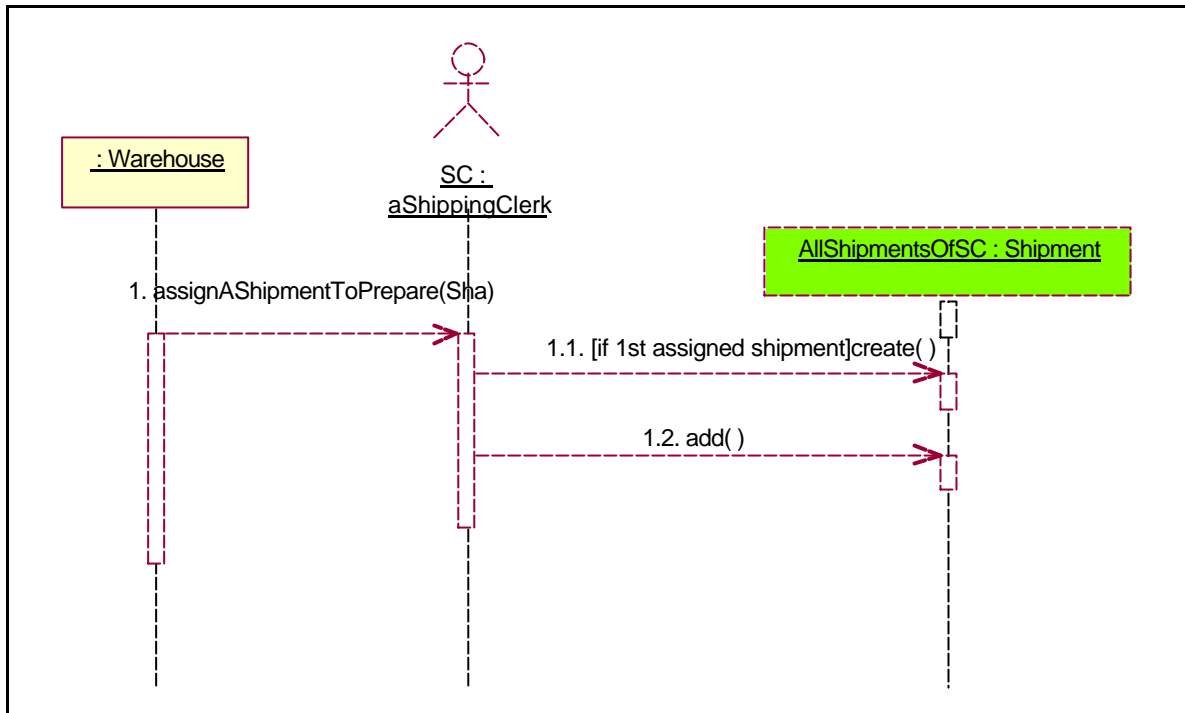 : Warehouse
SC :
aShippingClerk
AllShipmentsOfSC : Shipment
1. assignAShipmentToPrepare(Sha)
1.1. [if 1st assigned shipment]create( )
1.2. add( )